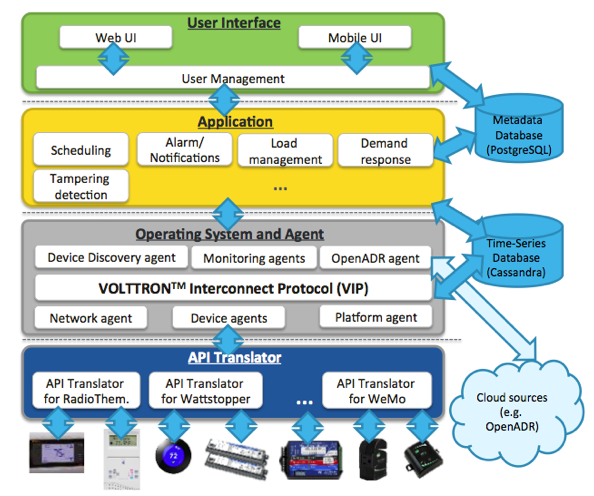 User Interface
Web UI
Mobile UI
User Management
Application
Scheduling
Alarm/
Notifications
Load
management
Demand
response
Tampering
detection
...
Metadata
Database
(PostgreSQL)
Operating System and Agent
Device Discovery agent
Monitoring agents
OpenADR agent
VOLTTRON™ Interconnect Protocol (VIP)
Network agent
Device agents
Platform agent
Time-Series
Database
(Cassandra)
API Translator
API Translator
for RadioThem.
API Translator
for Wattstopper
...
API Translator
for WeMo
Cloud sources
(e.g.
OpenADR)
72